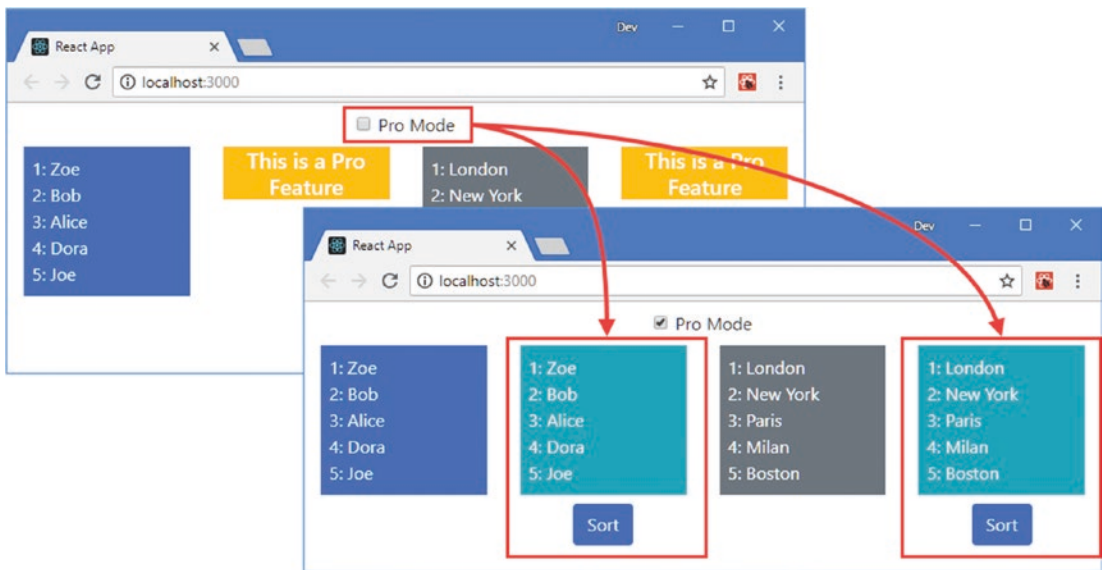 Dev
React App
localhost:3000
Pro Mode
1: Zoe
2: Bob
3: Alice
4: Dora
5: Joe
This is a Pro
Feature
1: London
2: New York
This is a Pro
Feature
Dev
React App
localhost:3000
Pro Mode
1: Zoe
2: Bob
3: Alice
4: Dora
5: Joe
1: Zoe
2: Bob
3: Alice
4: Dora
5: Joe
Sort
1: London
2: New York
3: Paris
4: Milan
5: Boston
1: London
2: New York
3: Paris
4: Milan
5: Boston
Sort